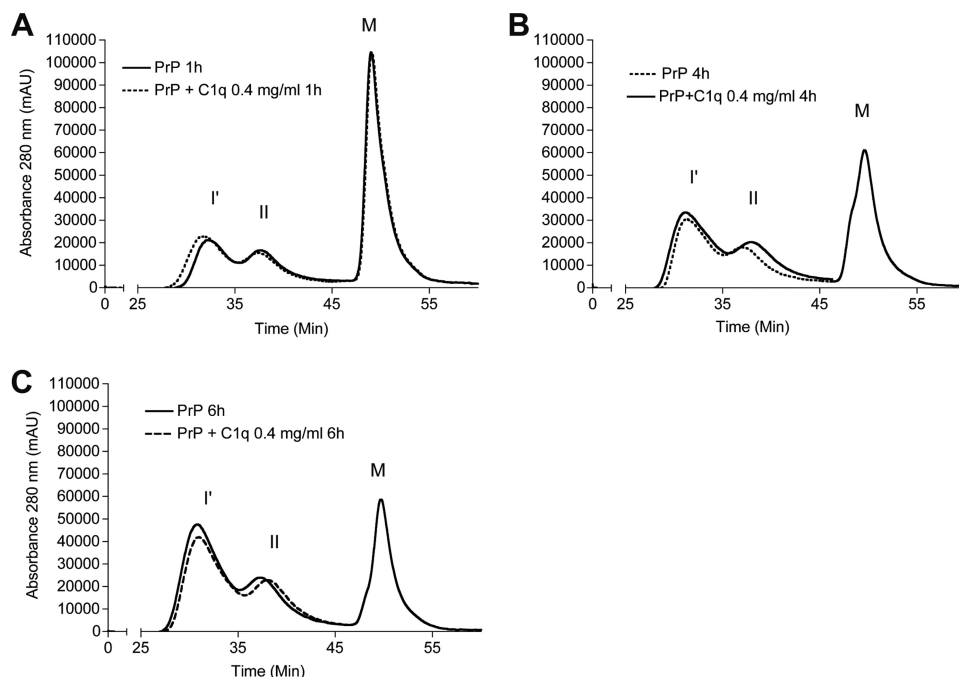 A
M
110000
100000
90000
80000
70000
60000
50000
40000
30000
20000
10000
0
Absorbance 280 nm (mAU)
PrP 1h
PrP + C1q 0.4 mg/ml 1h
I'
II
0 25 35 45 55
Time (Min)
B
110000
100000
90000
80000
70000
60000
50000
40000
30000
20000
10000
0
Absorbance 280 nm (mAU)
PrP 4h
PrP+C1q 0.4 mg/ml 4h
M
I'
II
0 25 35 45 55
Time (Min)
C
110000
100000
90000
80000
70000
60000
50000
40000
30000
20000
10000
0
Absorbance 280 nm (mAU)
PrP 6h
PrP + C1q 0.4 mg/ml 6h
M
I'
II
0 25 35 45 55
Time (Min)